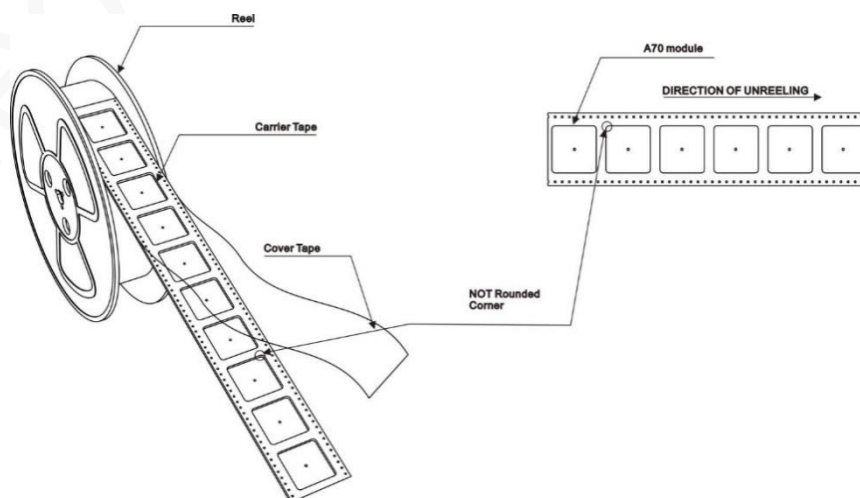 Reel
A70 module
DIRECTION OF UNREELING
Carrier Tape
Cover Tape
NOT Rounded
Corner